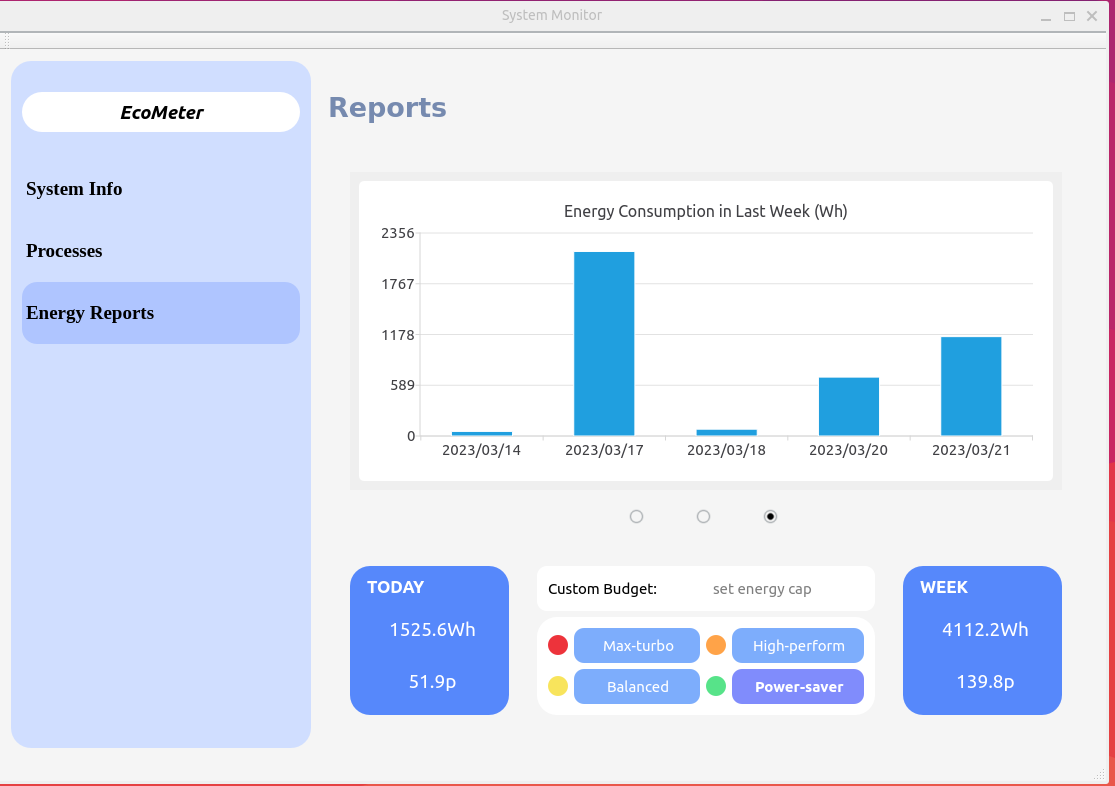 System Monitor
EcoMeter
System Info
Processes
Energy Reports
Reports
Energy Consumption in Last Week (Wh)
2356
1767
1178
589
0
2023/03/14 2023/03/17 2023/03/18 2023/03/20 2023/03/21
TODAY
1525.6Wh
51.9p
Custom Budget: set energy cap
Max-turbo High-perform
Balanced Power-saver
WEEK
4112.2Wh
139.8p